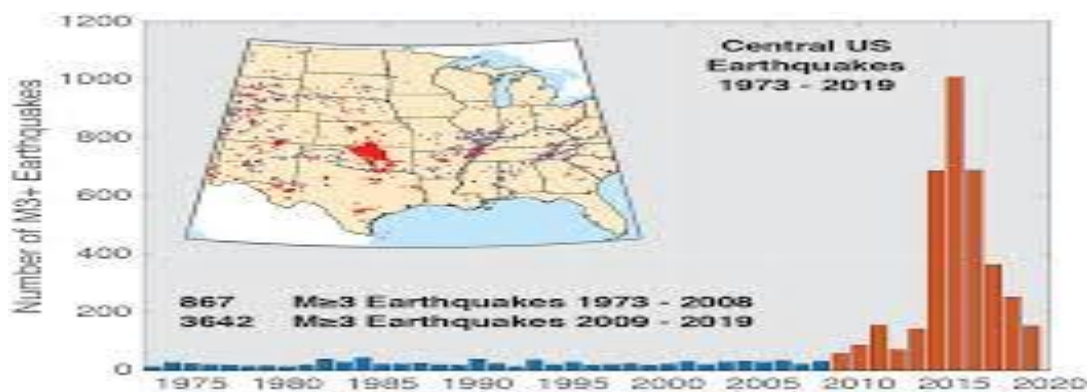 1200
1000
800
600
400
200
0
Number of M3+ Earthquakes
Central US
Earthquakes
1973 - 2019
867 M≥3 Earthquakes 1973 - 2008
3642 M≥3 Earthquakes 2009 - 2019
1975 1980 1985 1990 1995 2000 2005 2010 2015 2020